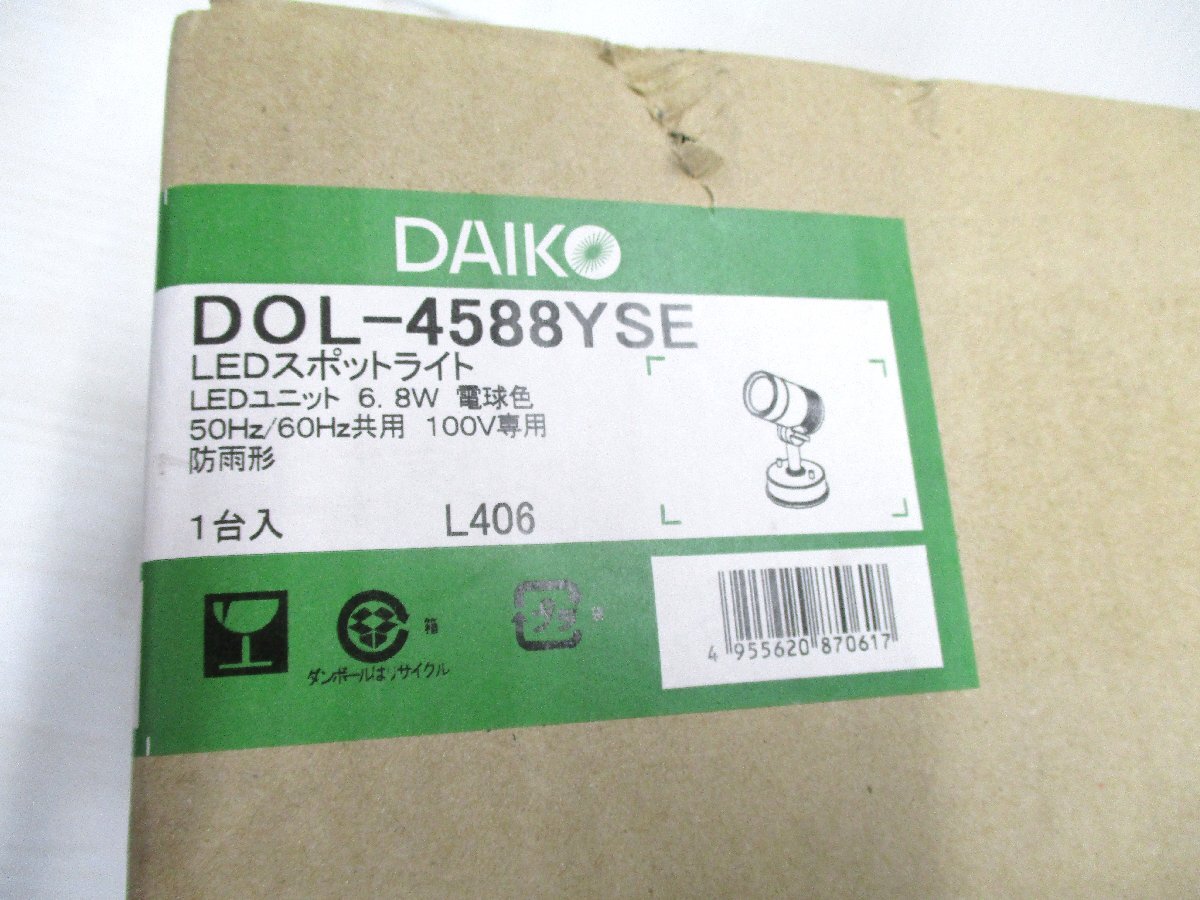 DAIKO
DOL-4588YSE
LEDスポットライト
LEDユニット 6.8W 電球色
50Hz/60Hz共用 100V専用
防雨形
1台入 L406
箱
ダンボールはリサイクル
プラ
4 955620 870617